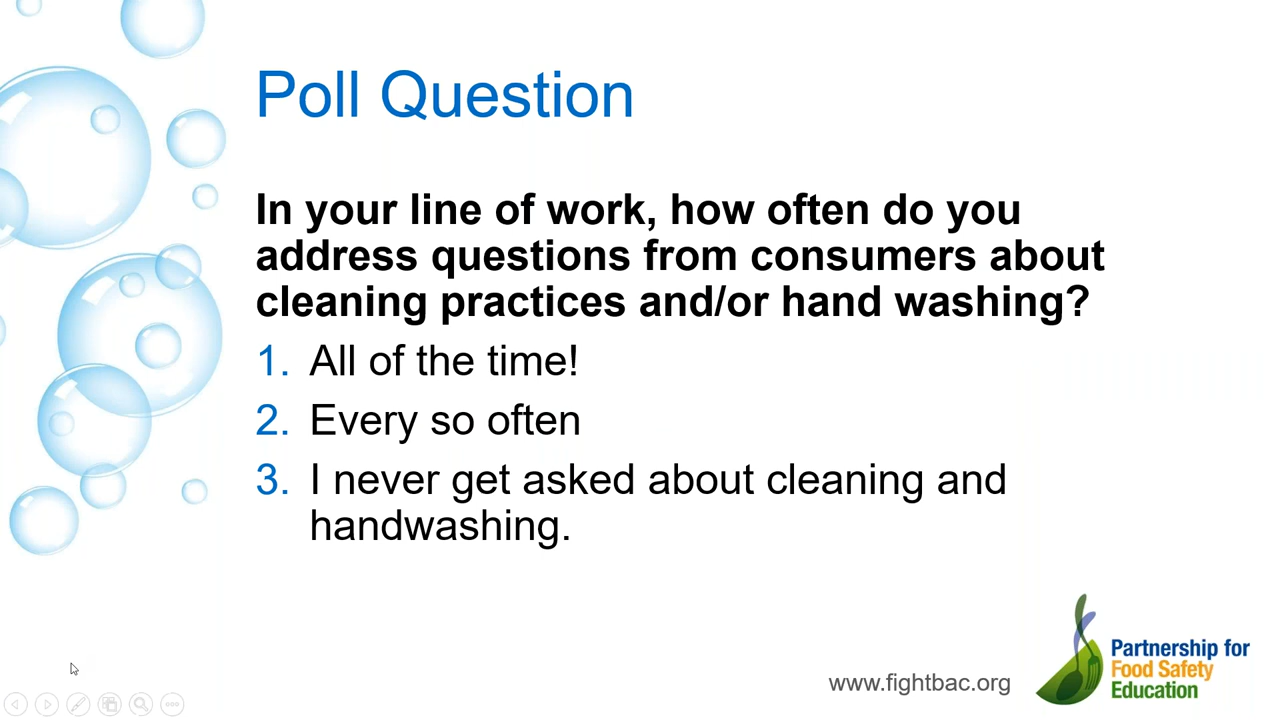 Poll Question
In your line of work, how often do you
address questions from consumers about
cleaning practices and/or hand washing?
1. All of the time!
2. Every so often
3. I never get asked about cleaning and
handwashing.
www.fightbac.org
Partnership for
Food Safety
Education